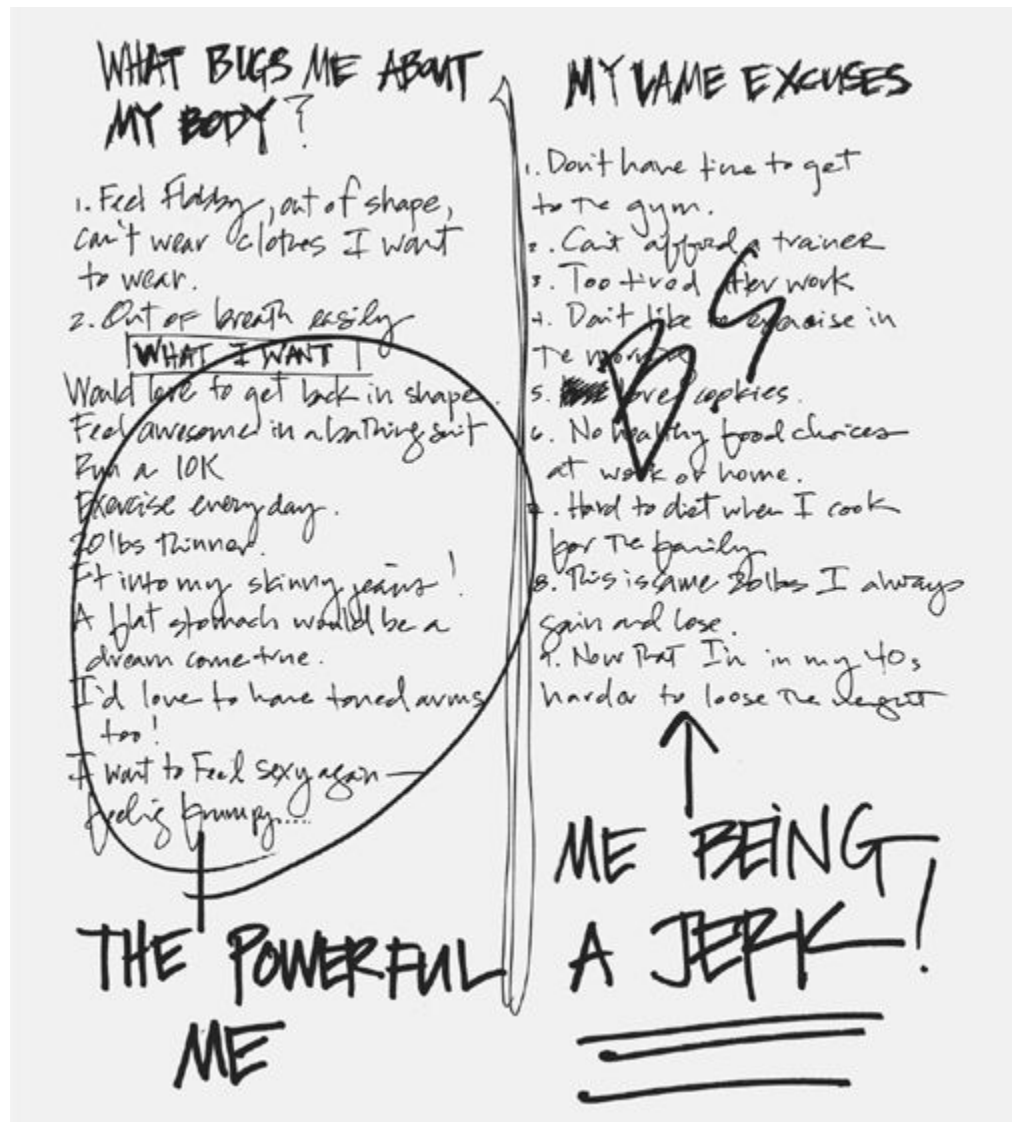 WHAT BUGS ME ABOUT
MY BODY?
1. Feel Flabby, out of shape,
can't wear clothes I want
to wear.
2. Out of breath easily
WHAT I WANT
Would love to get back in shape.
Feel awesome in a bathing suit
Run a 10K
Exercise every day.
20 lbs thinner.
Fit into my skinny jeans!
A flat stomach would be a
dream come true.
I'd love to have toned arms
too!
I want to Feel sexy again —
feeling frumpy....
THE POWERFUL
ME
MY LAME EXCUSES
1. Don't have time to get
to the gym.
2. Can't afford a trainer
3. Too tired after work
4. Don't like to exercise in
the morning
5. love cookies.
6. No healthy food choices
at work or home.
7. Hard to diet when I cook
for the family
8. This is same 20 lbs I always
gain and lose.
9. Now that I'm in my 40s
harder to loose the weight
BS
ME BEING
A JERK!